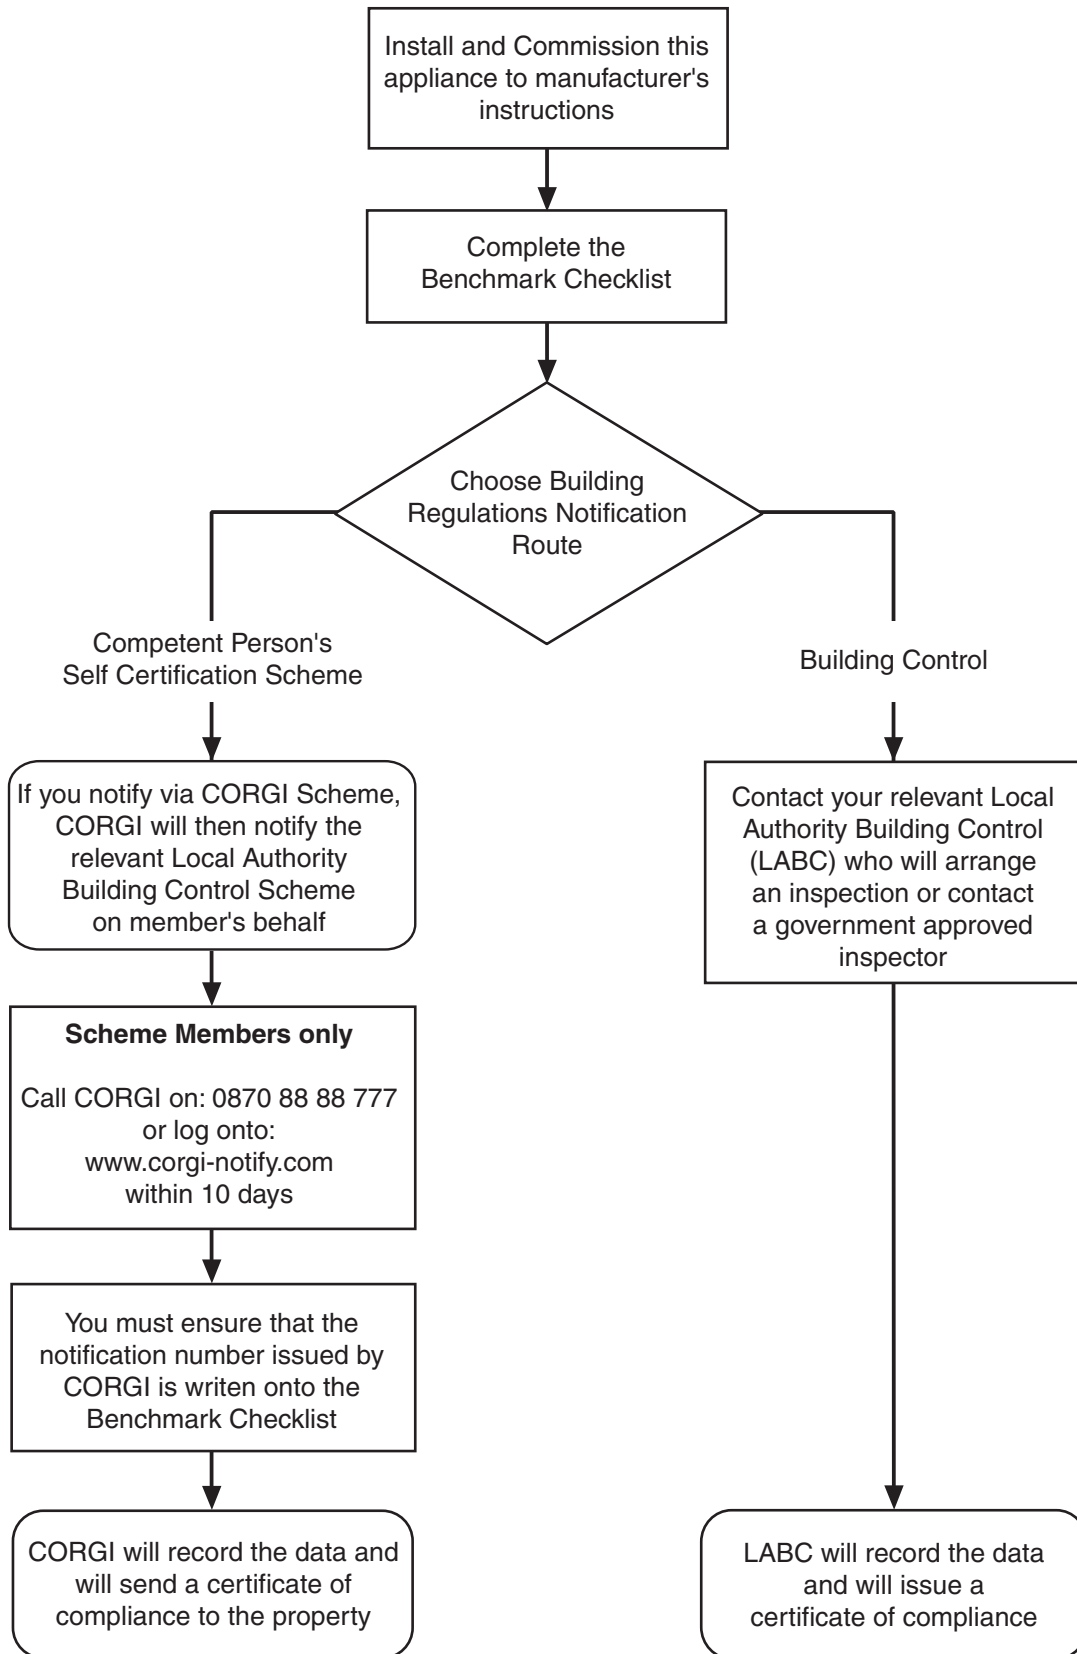 Install and Commission this
appliance to manufacturer's
instructions
Complete the
Benchmark Checklist
Choose Building
Regulations Notification
Route
Competent Person's
Self Certification Scheme
Building Control
If you notify via CORGI Scheme,
CORGI will then notify the
relevant Local Authority
Building Control Scheme
on member's behalf
Contact your relevant Local
Authority Building Control
(LABC) who will arrange
an inspection or contact
a government approved
inspector
Scheme Members only
Call CORGI on: 0870 88 88 777
or log onto:
www.corgi-notify.com
within 10 days
You must ensure that the
notification number issued by
CORGI is writen onto the
Benchmark Checklist
CORGI will record the data and
will send a certificate of
compliance to the property
LABC will record the data
and will issue a
certificate of compliance